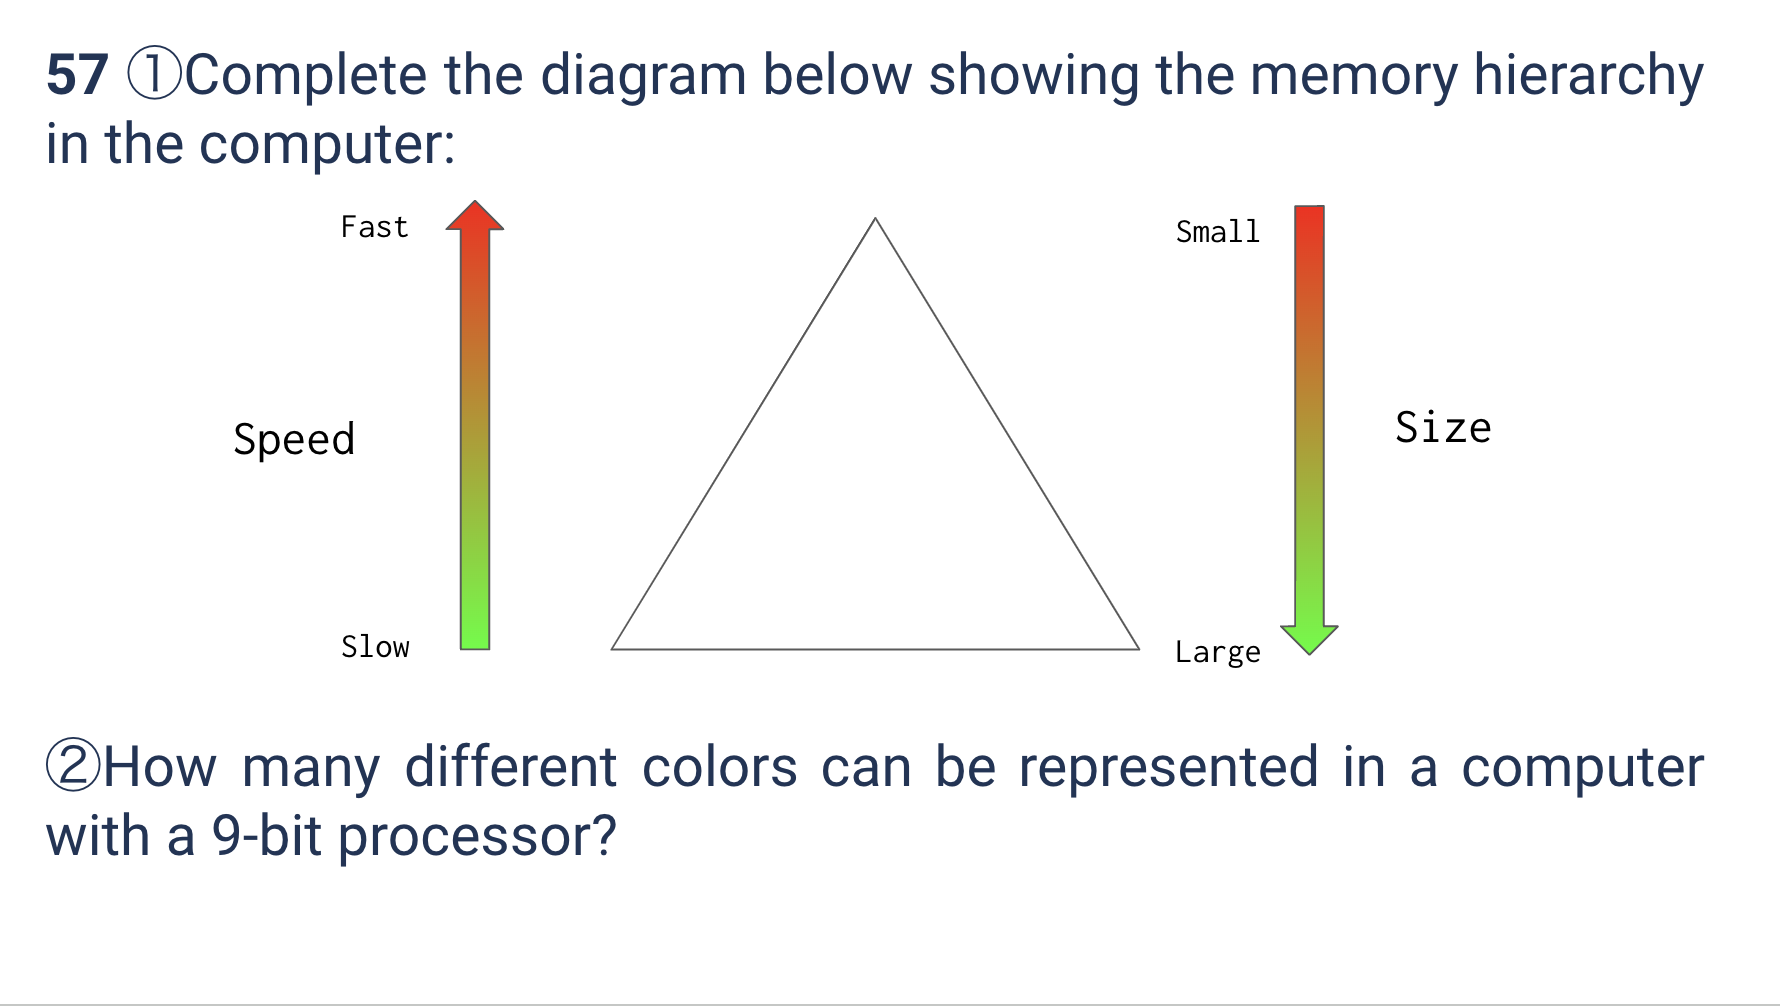 57 ①Complete the diagram below showing the memory hierarchy
in the computer:
Fast
Small
Speed
Size
Slow
Large
②How many different colors can be represented in a computer
with a 9-bit processor?